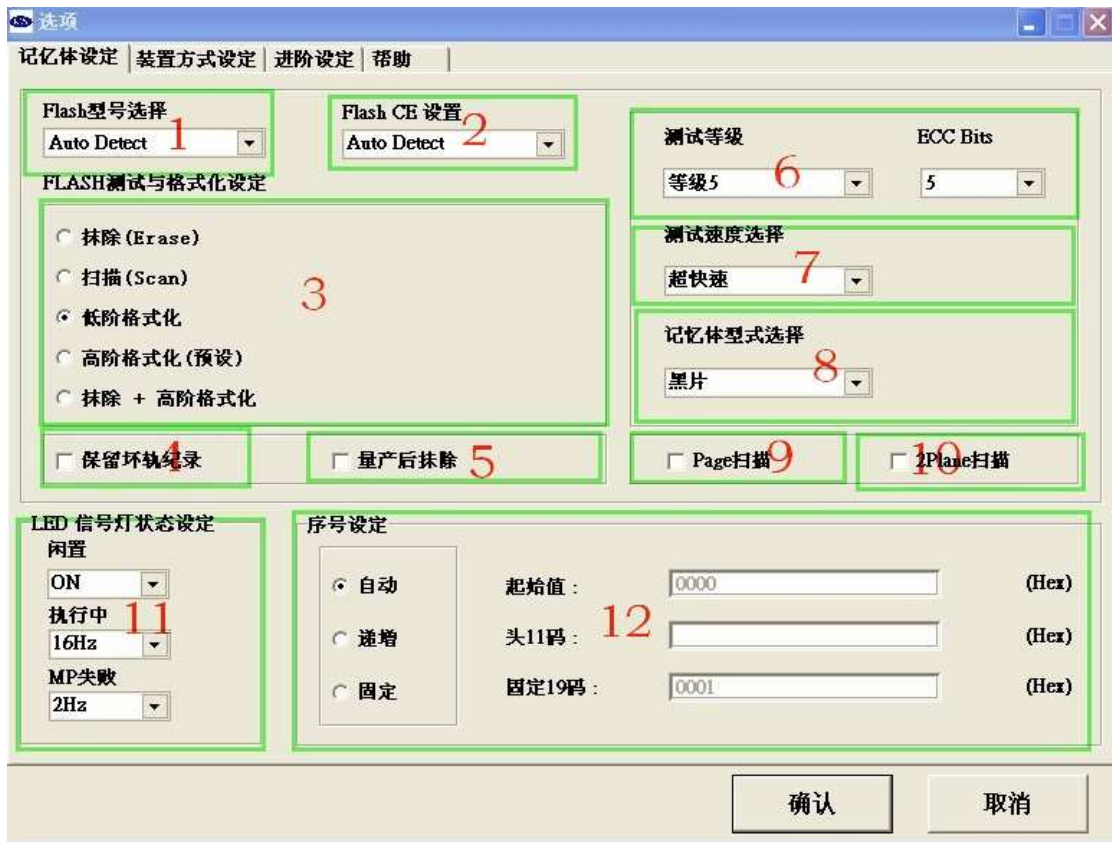 选项
记忆体设定 装置方式设定 进阶设定 帮助
Flash型号选择
Auto Detect
1
Flash CE 设置
Auto Detect
2
FLASH测试与格式化设定
抹除(Erase)
扫描(Scan)
低阶格式化
高阶格式化(预设)
抹除 + 高阶格式化
3
测试等级 ECC Bits
等级5 5
6
测试速度选择
超快速
7
记忆体型式选择
黑片
8
保留坏轨纪录
4
量产后抹除
5
Page扫描
9
2Plane扫描
10
LED 信号灯状态设定
闲置
ON
执行中
16Hz
MP失败
2Hz
11
序号设定
自动 起始值： 0000 (Hex)
递增 头11码： (Hex)
固定 固定19码： 0001 (Hex)
12
确认 取消